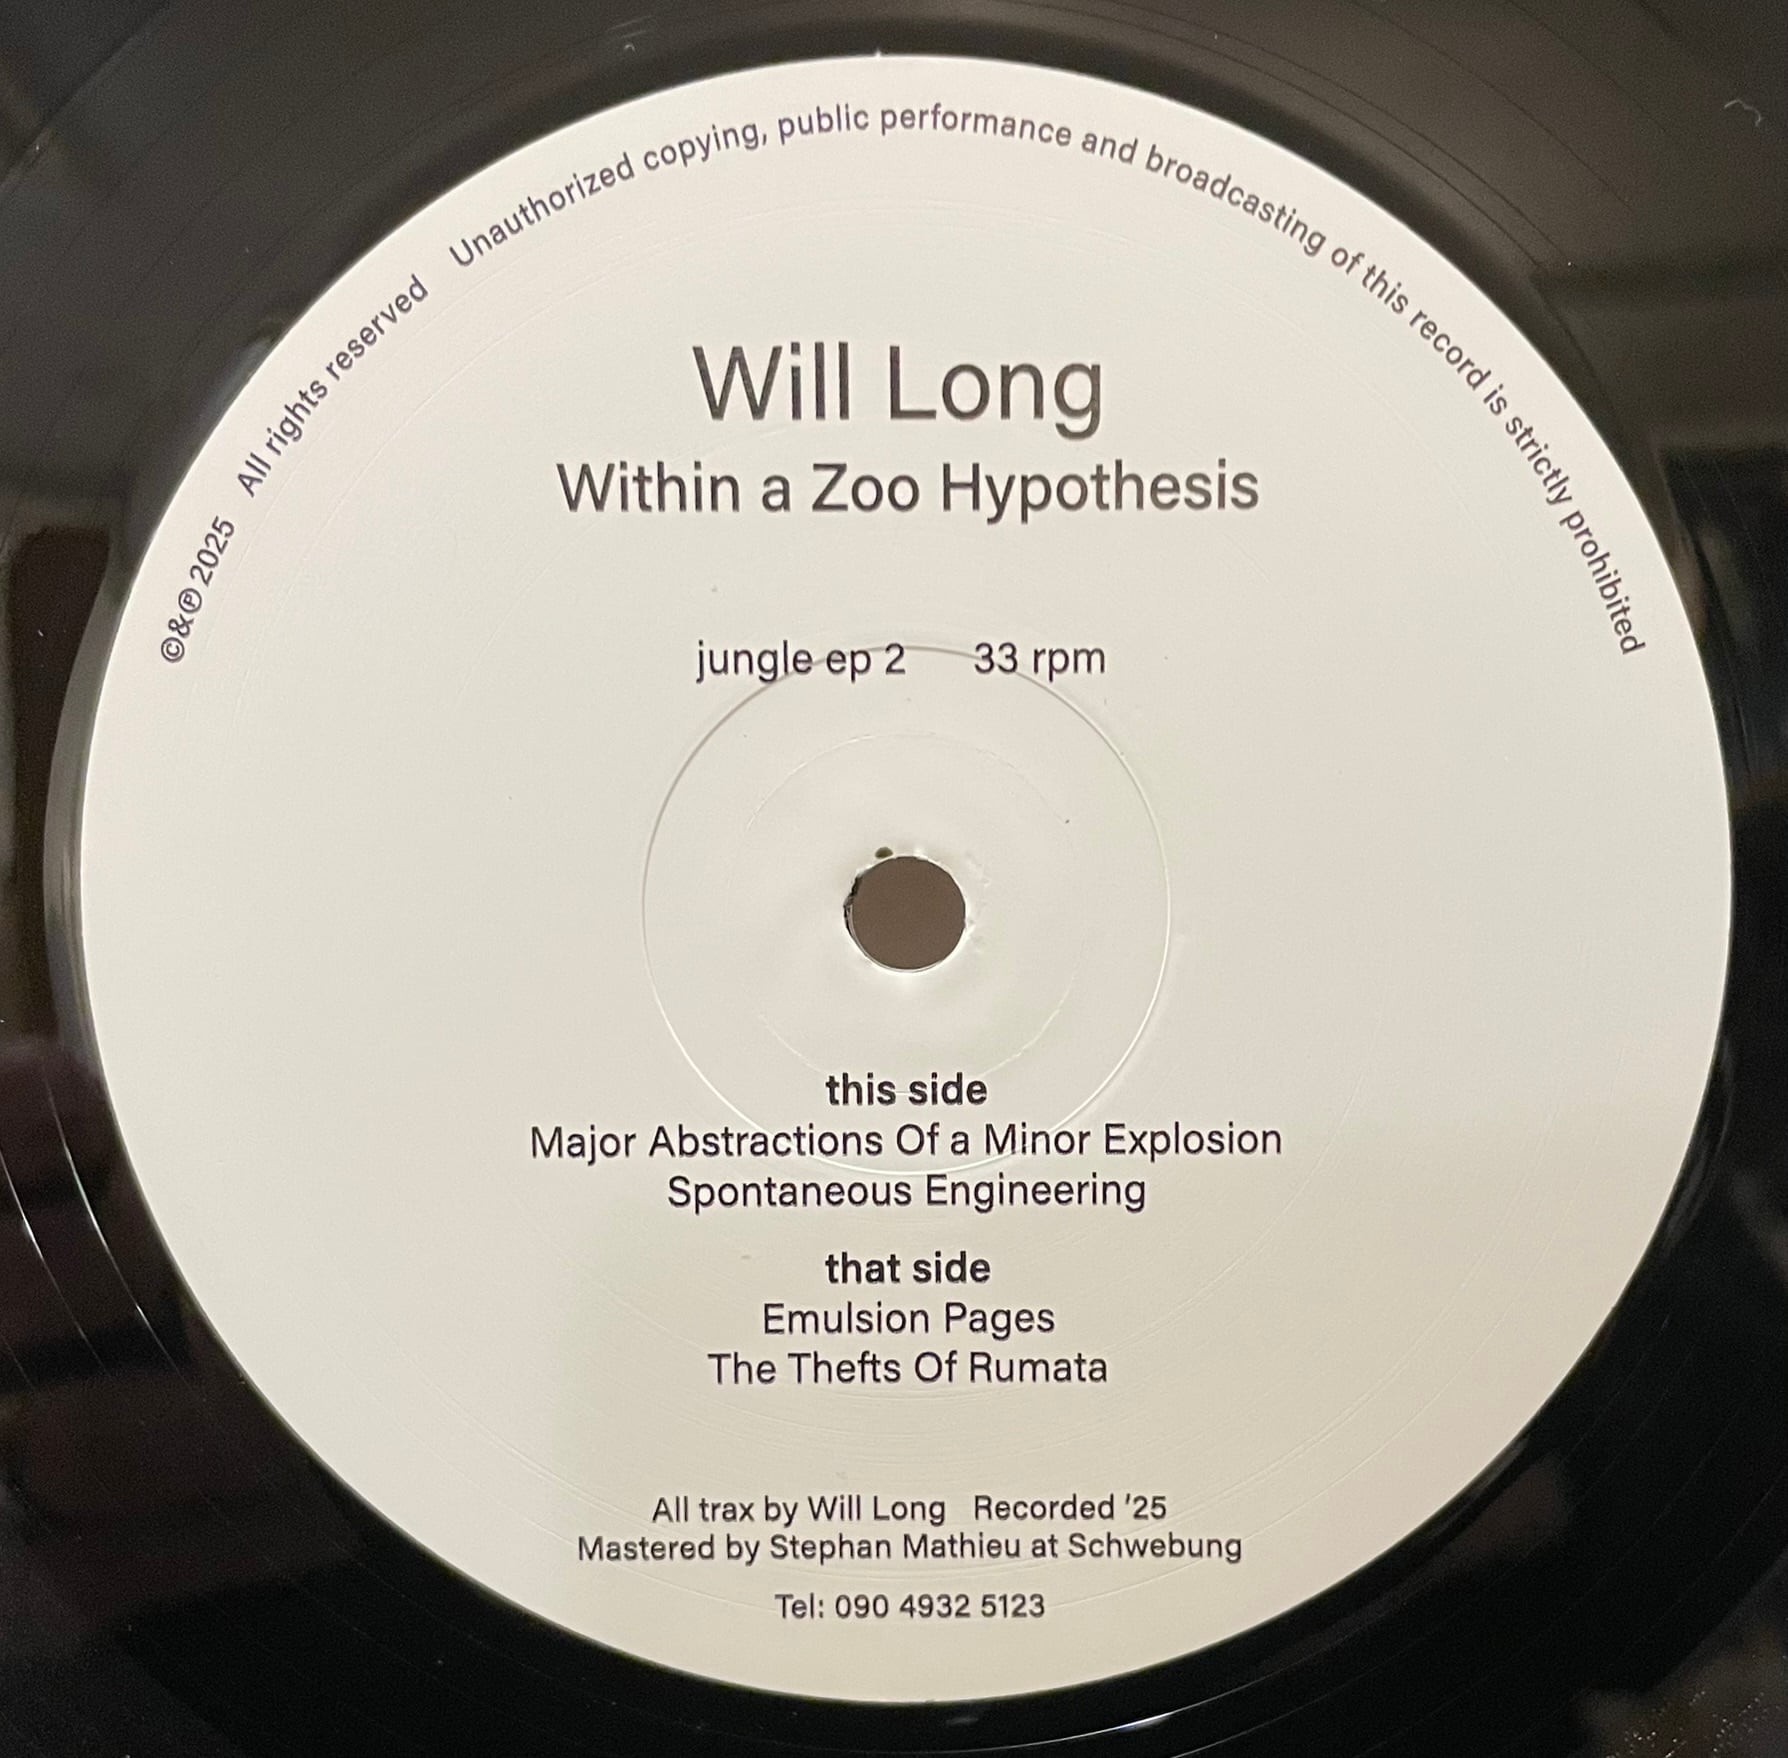 ©&℗ 2025 All rights reserved Unauthorized copying, public performance and broadcasting of this record is strictly prohibited
Will Long
Within a Zoo Hypothesis
jungle ep 2 33 rpm
this side
Major Abstractions Of a Minor Explosion
Spontaneous Engineering
that side
Emulsion Pages
The Thefts Of Rumata
All trax by Will Long Recorded '25
Mastered by Stephan Mathieu at Schwebung
Tel: 090 4932 5123